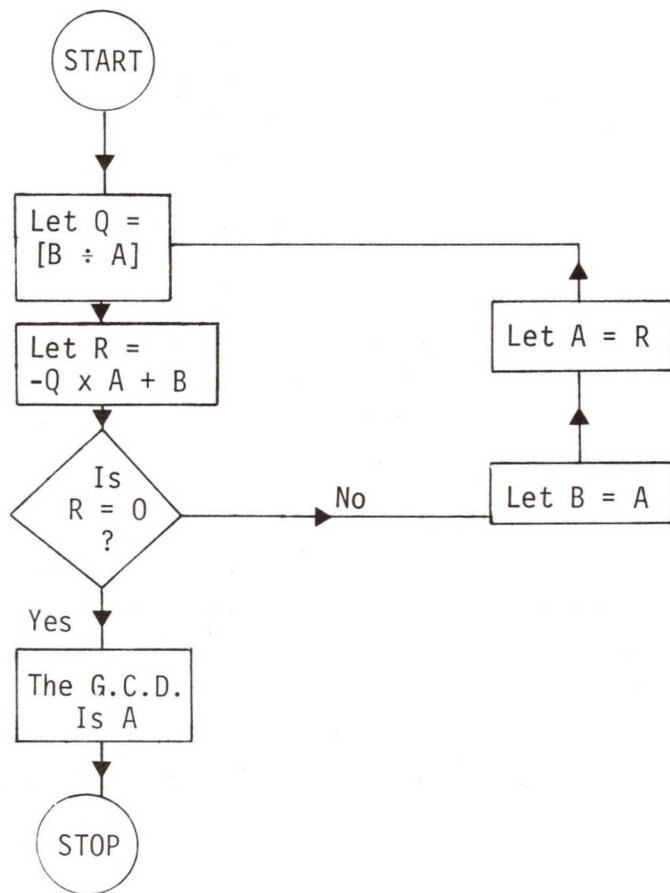 START
Let Q =
[B ÷ A]
Let R =
-Q x A + B
Is
R = 0
?
No
Let B = A
Let A = R
Yes
The G.C.D.
Is A
STOP